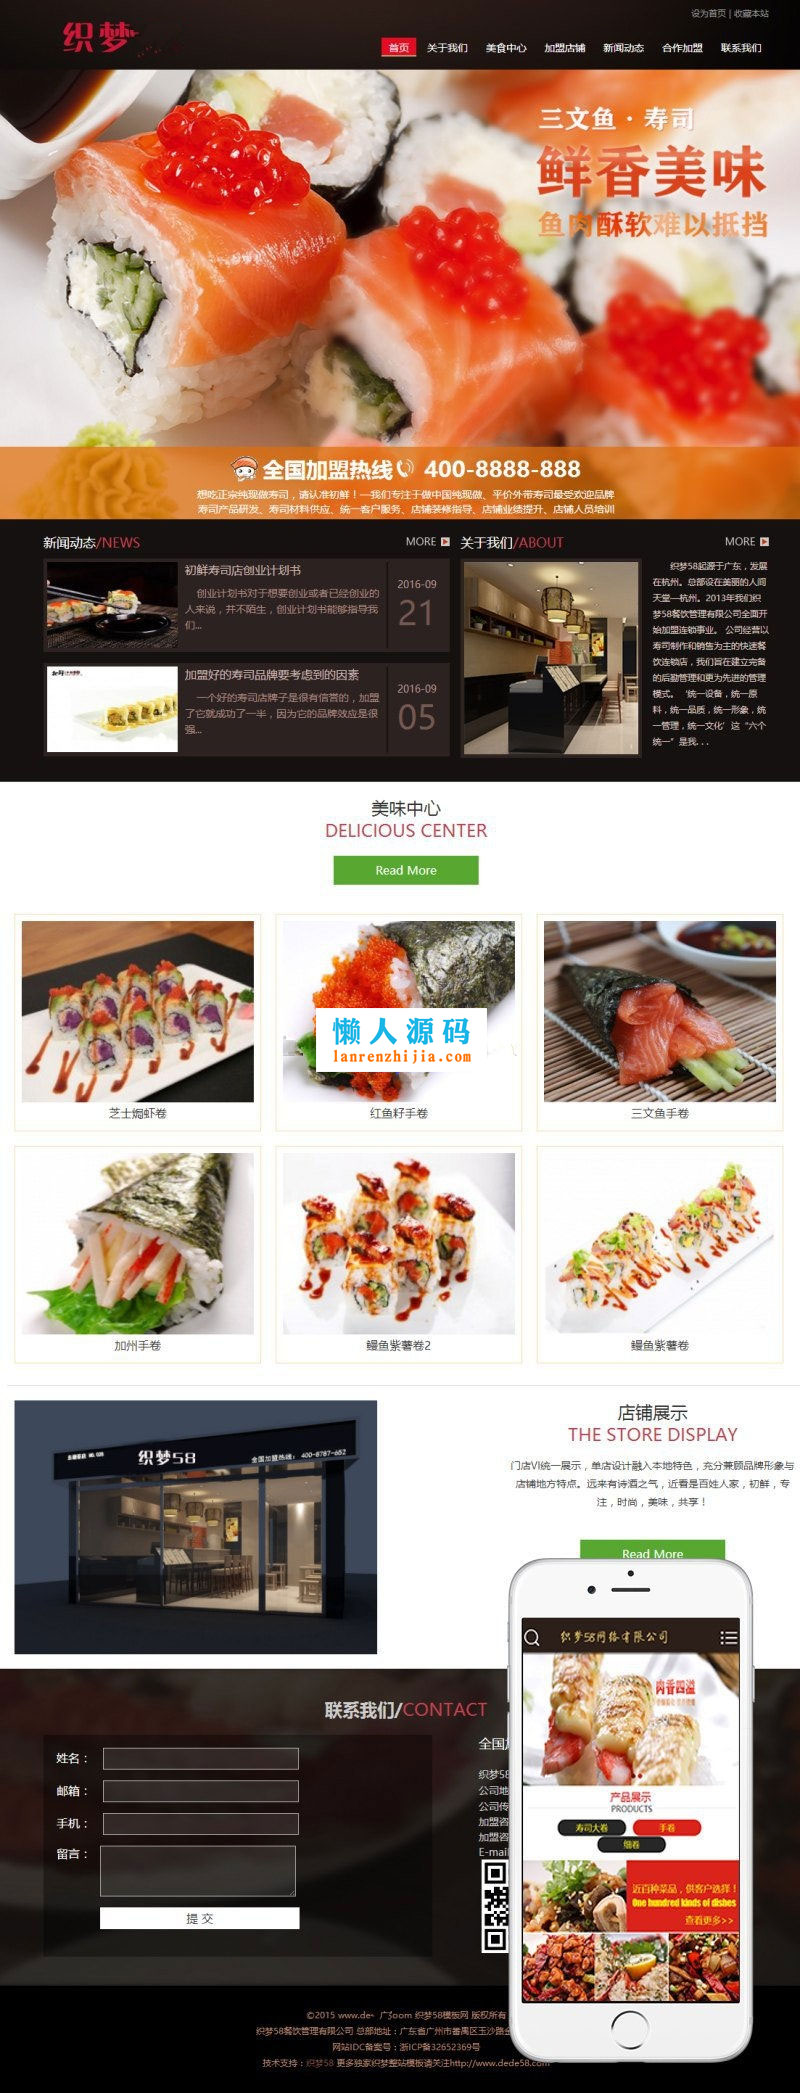 设为首页 | 收藏本站
织梦
首页 关于我们 美食中心 加盟店铺 新闻动态 合作加盟 联系我们
三文鱼·寿司
鲜香美味
鱼肉酥软难以抵挡
全国加盟热线 400-8888-888
想吃正宗纯现做寿司，请认准初鲜！一我们专注于做中国纯现做、平价外带寿司最受欢迎品牌
寿司产品研发、寿司材料供应、统一客户服务、店铺装修指导、店铺业绩提升、店铺人员培训
新闻动态/NEWS
MORE
初鲜寿司店创业计划书
创业计划书对于想要创业或者已经创业的
人来说，并不陌生，创业计划书能够指导我
们...
2016-09
21
加盟好的寿司品牌要考虑到的因素
一个好的寿司店牌子是很有信誉的，加盟
了它就成功了一半，因为它的品牌效应是很
强...
2016-09
05
关于我们/ABOUT
MORE
织梦58起源于广东，发展
在杭州。总部设在美丽的人间
天堂—杭州。2013年我们织
梦58餐饮管理有限公司全面开
始加盟连锁事业。 公司经营以
寿司制作和销售为主的快速餐
饮连锁店，我们旨在建立完备
的后勤管理和更为先进的管理
模式。 ‘统一设备，统一原
料，统一品质，统一形象，统
一管理，统一文化’这“六个
统一”是我. . .
美味中心
DELICIOUS CENTER
Read More
懒人源码
lanrenzhijia.com
芝士焗虾卷
红鱼籽手卷
三文鱼手卷
加州手卷
鳗鱼紫薯卷2
鳗鱼紫薯卷
织梦58
全国加盟热线：400-8787-652
店铺展示
THE STORE DISPLAY
门店VI统一展示，单店设计融入本地特色，充分兼顾品牌形象与
店铺地方特点。远来有诗酒之气，近看是百姓人家，初鲜，专
注，时尚，美味，共享！
Read More
联系我们/CONTACT
姓名：
邮箱：
手机：
留言：
提 交
全国
织梦58
公司地
公司传
加盟咨
加盟咨
E-mail
织梦58网络有限公司
肉香四溢
产品展示
PRODUCTS
寿司大卷
手卷
细卷
近百种菜品，供客户选择！
One hundred kinds of dishes
查看更多>>
©2015 www.de 织梦58模板网 版权所有
织梦58餐饮管理有限公司 总部地址：广东省广州市番禺区玉沙路金
网站IDC备案号：浙ICP备32652369号
技术支持：织梦58 更多独家织梦整站模板请关注http://www.dede58.com